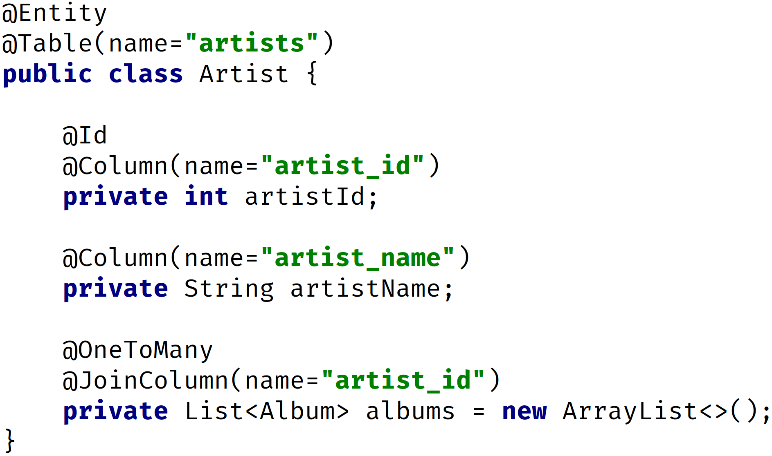 @Entity
@Table(name="artists")
public class Artist {
@Id
@Column(name="artist_id")
private int artistId;
@Column(name="artist_name")
private String artistName;
@OneToMany
@JoinColumn(name="artist_id")
private List<Album> albums = new ArrayList<>();
}